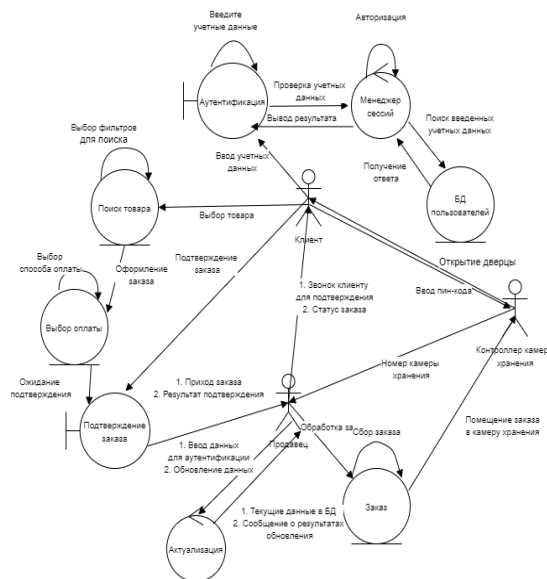 Введите
учетные данные
Авторизация
Аутентификация
Проверка учетных
данных
Вывод результата
Менеджер
сессий
Поиск введенных
учетных данных
Выбор фильтров
для поиска
Ввод учетных
данных
Получение
ответа
БД
пользователей
Поиск товара
Выбор товара
Клиент
Выбор
способа оплаты
Оформление
заказа
Подтверждение
заказа
Открытие дверцы
1. Звонок клиенту
для подтверждения
2. Статус заказа
Ввод пин-кода
Выбор оплаты
Контроллер камер
хранения
Ожидание
подтверждения
Номер камеры
хранения
1. Приход заказа
2. Результат подтверждения
Подтверждение
заказа
Продавец
Обработка за
Сбор заказа
Помещение заказа
в камеру хранения
1. Ввод данных
для аутентификации
2. Обновление данных
Заказ
1. Текущие данные в БД
2. Сообщение о результатах
обновления
Актуализация